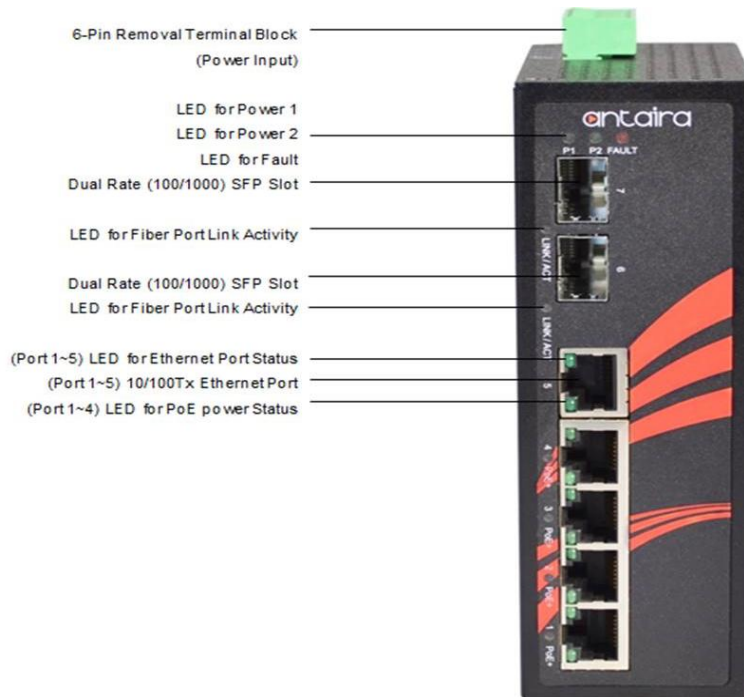 6-Pin Removal Terminal Block
(Power Input)
LED for Power 1
LED for Power 2
LED for Fault
Dual Rate (100/1000) SFP Slot
LED for Fiber Port Link Activity
Dual Rate (100/1000) SFP Slot
LED for Fiber Port Link Activity
(Port 1~5) LED for Ethernet Port Status
(Port 1~5) 10/100Tx Ethernet Port
(Port 1~4) LED for PoE power Status
antaira
P1 P2 FAULT
7
LINK/ACT
6
LINK/ACT
5
4 PoE+
3 PoE+
2 PoE+
1 PoE+